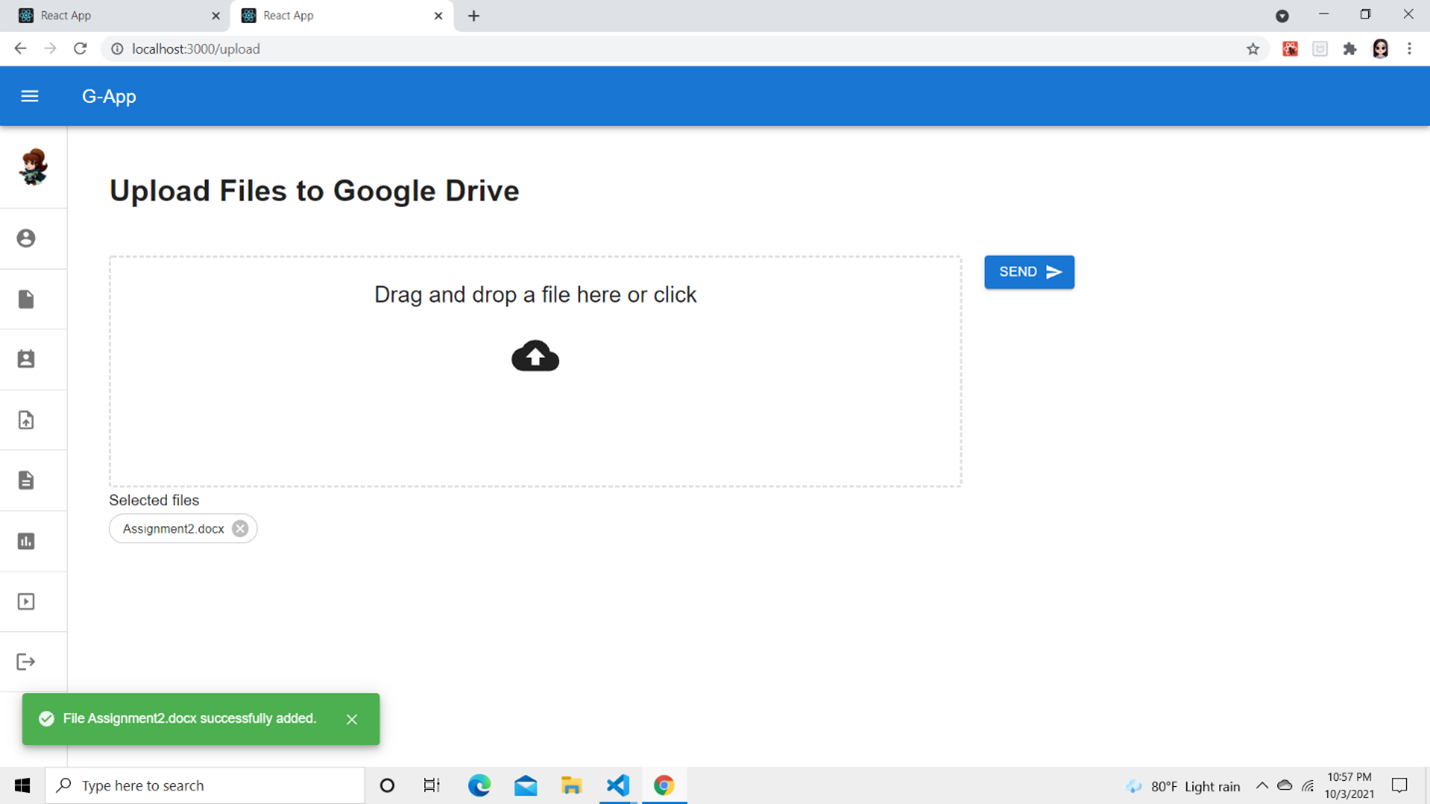 React App
React App
localhost:3000/upload
G-App
Upload Files to Google Drive
Drag and drop a file here or click
SEND
Selected files
Assignment2.docx
File Assignment2.docx successfully added.
Type here to search
80°F Light rain
10:57 PM
10/3/2021